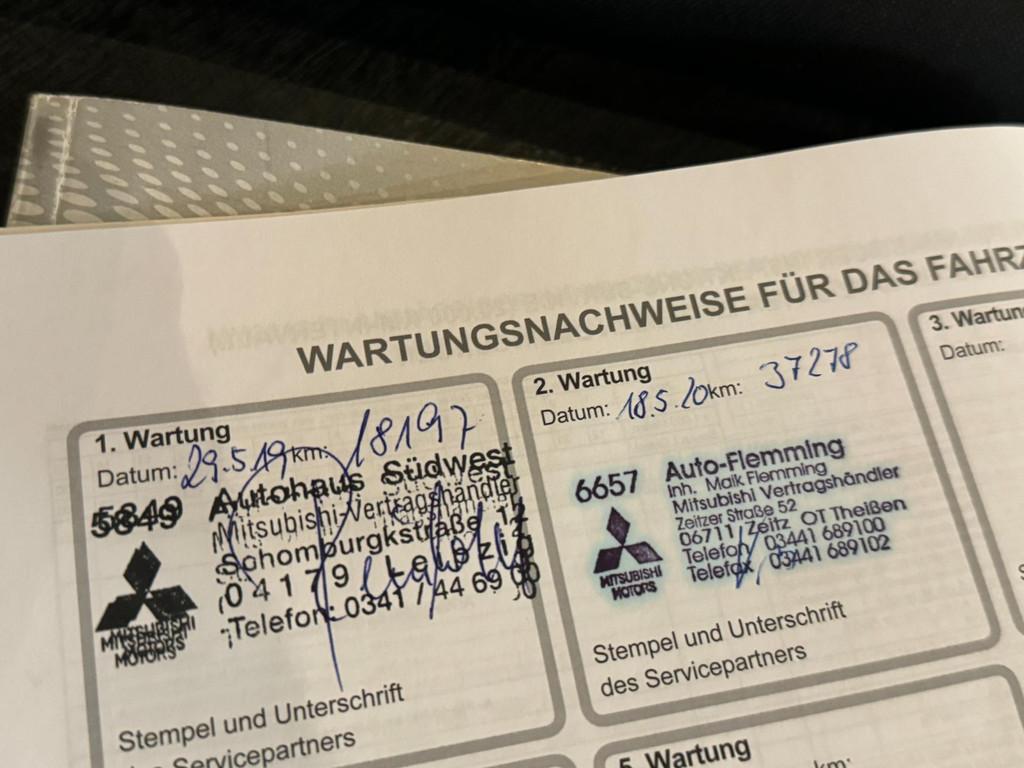 WARTUNGSNACHWEISE FÜR DAS FAHRZ
1. Wartung
Datum: 29.5.19 km: 18197
5849 Autohaus Südwest
Mitsubishi-Vertragshändler
Schomburgkstraße 12
04179 Leipzig
Telefon: 0341 / 44 69 00
MITSUBISHI
MOTORS
Stempel und Unterschrift
des Servicepartners
2. Wartung
Datum: 18.5.20 km: 37278
6657 Auto-Flemming
Inh. Maik Flemming
Mitsubishi Vertragshändler
Zeitzer Straße 52
06711 Zeitz OT Theißen
Telefon 03441 689100
Telefax 03441 689102
MITSUBISHI
MOTORS
Stempel und Unterschrift
des Servicepartners
3. Wartung
Datum:
5. Wartung
km: